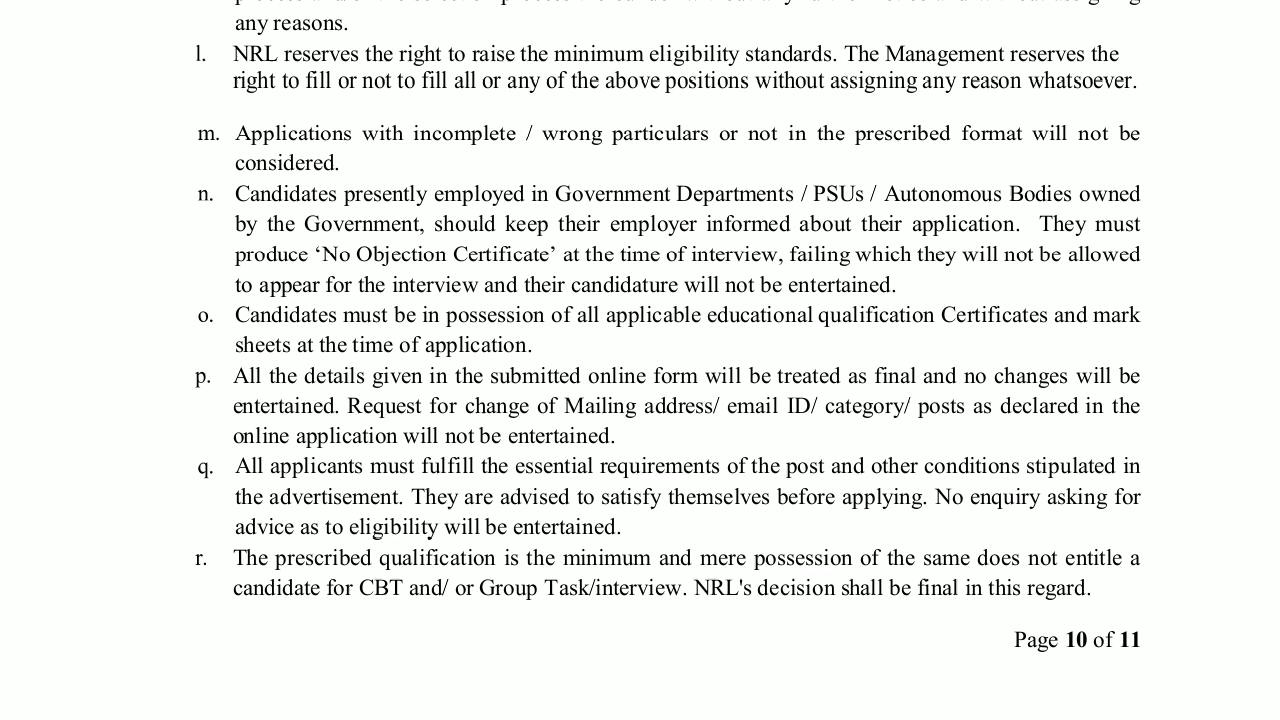 any reasons.
l. NRL reserves the right to raise the minimum eligibility standards. The Management reserves the
right to fill or not to fill all or any of the above positions without assigning any reason whatsoever.
m. Applications with incomplete / wrong particulars or not in the prescribed format will not be
considered.
n. Candidates presently employed in Government Departments / PSUs / Autonomous Bodies owned
by the Government, should keep their employer informed about their application. They must
produce ‘No Objection Certificate’ at the time of interview, failing which they will not be allowed
to appear for the interview and their candidature will not be entertained.
o. Candidates must be in possession of all applicable educational qualification Certificates and mark
sheets at the time of application.
p. All the details given in the submitted online form will be treated as final and no changes will be
entertained. Request for change of Mailing address/ email ID/ category/ posts as declared in the
online application will not be entertained.
q. All applicants must fulfill the essential requirements of the post and other conditions stipulated in
the advertisement. They are advised to satisfy themselves before applying. No enquiry asking for
advice as to eligibility will be entertained.
r. The prescribed qualification is the minimum and mere possession of the same does not entitle a
candidate for CBT and/ or Group Task/interview. NRL's decision shall be final in this regard.
Page 10 of 11